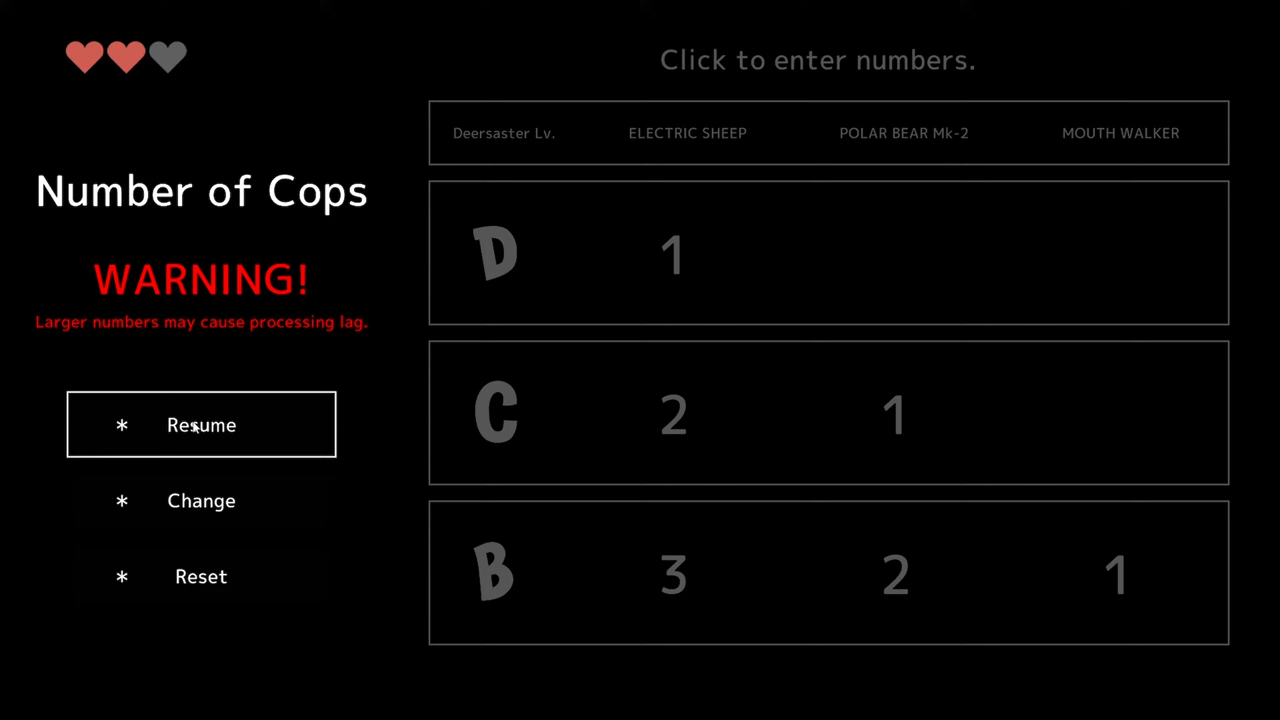 Click to enter numbers.
Deersaster Lv. ELECTRIC SHEEP POLAR BEAR Mk-2 MOUTH WALKER
Number of Cops
D 1
WARNING!
Larger numbers may cause processing lag.
* Resume
C 2 1
* Change
* Reset
B 3 2 1